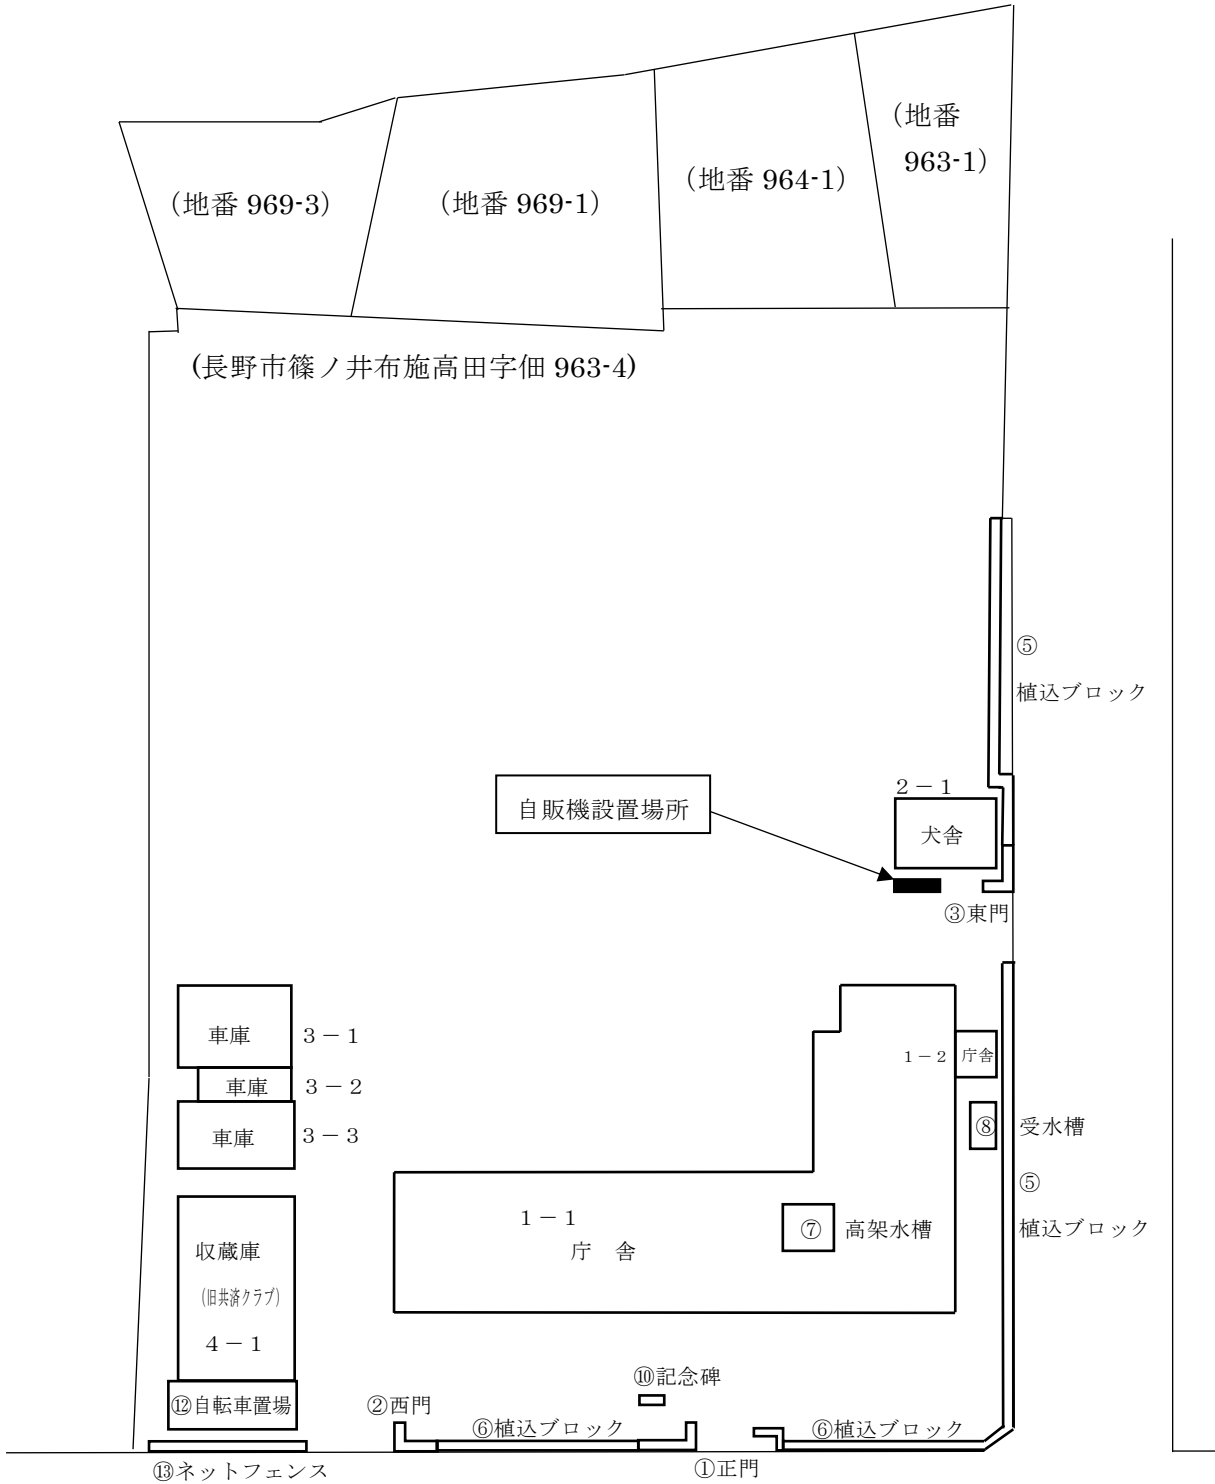 (地番
963-1)
(地番 964-1)
(地番 969-3)
(地番 969-1)
(長野市篠ノ井布施高田字佃 963-4)
⑤
植込ブロック
2－1
自販機設置場所
犬舎
③東門
車庫
3－1
1－2
庁舎
車庫
3－2
⑧
受水槽
車庫
3－3
⑤
1－1
⑦
高架水槽
植込ブロック
庁 舎
収蔵庫
(旧共済クラブ)
4－1
⑩記念碑
⑫自転車置場
②西門
⑥植込ブロック
⑥植込ブロック
⑬ネットフェンス
①正門